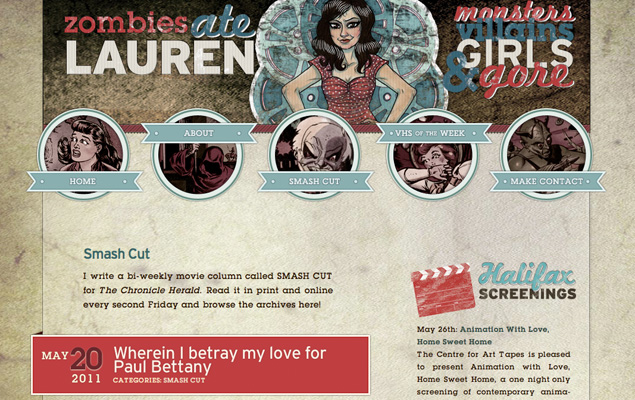 zombies ate
LAUREN
monsters
villains
GIRLS
& gore
HOME
ABOUT
SMASH CUT
VHS OF THE WEEK
MAKE CONTACT
Smash Cut
I write a bi-weekly movie column called SMASH CUT
for The Chronicle Herald. Read it in print and online
every second Friday and browse the archives here!
MAY 20
2011
Wherein I betray my love for
Paul Bettany
CATEGORIES: SMASH CUT
Halifax
SCREENINGS
May 26th: Animation With Love,
Home Sweet Home
The Centre for Art Tapes is pleased
to present Animation with Love,
Home Sweet Home, a one night only
screening of contemporary anima-